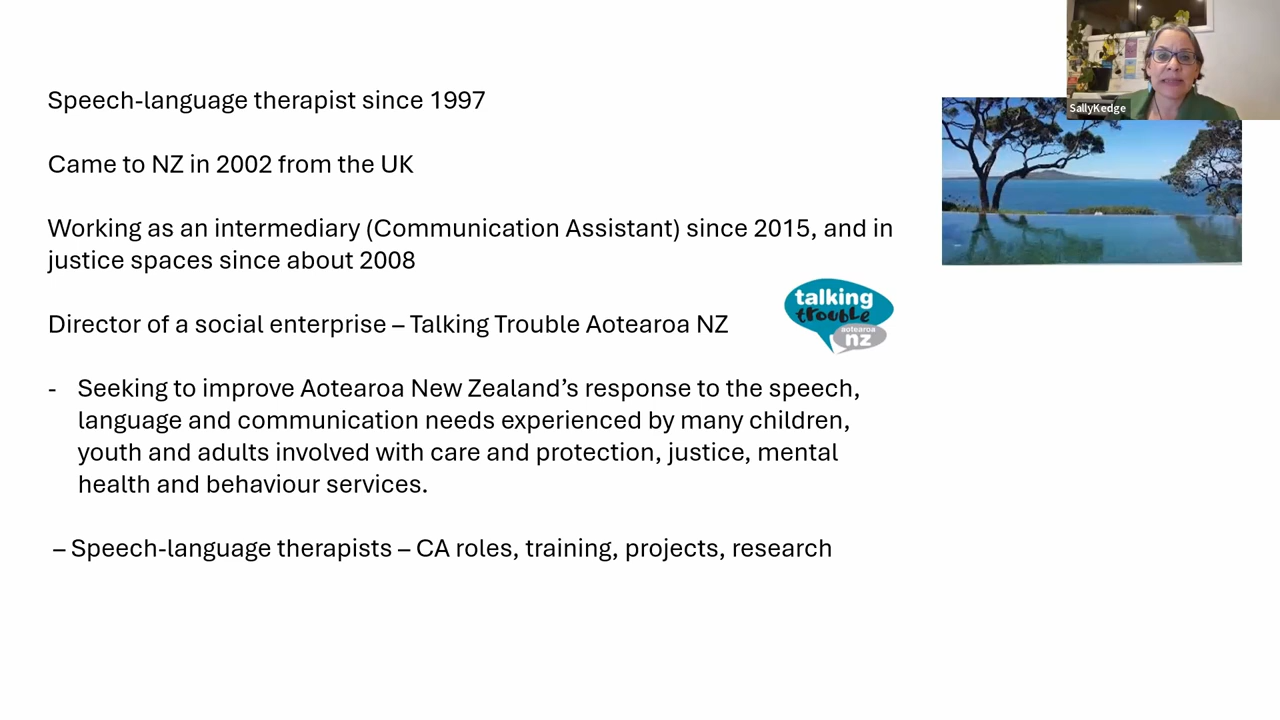 SallyKedge
Speech-language therapist since 1997
Came to NZ in 2002 from the UK
Working as an intermediary (Communication Assistant) since 2015, and in
justice spaces since about 2008
talking
trouble
aotearoa
nz
Director of a social enterprise – Talking Trouble Aotearoa NZ
- Seeking to improve Aotearoa New Zealand’s response to the speech,
language and communication needs experienced by many children,
youth and adults involved with care and protection, justice, mental
health and behaviour services.
– Speech-language therapists – CA roles, training, projects, research